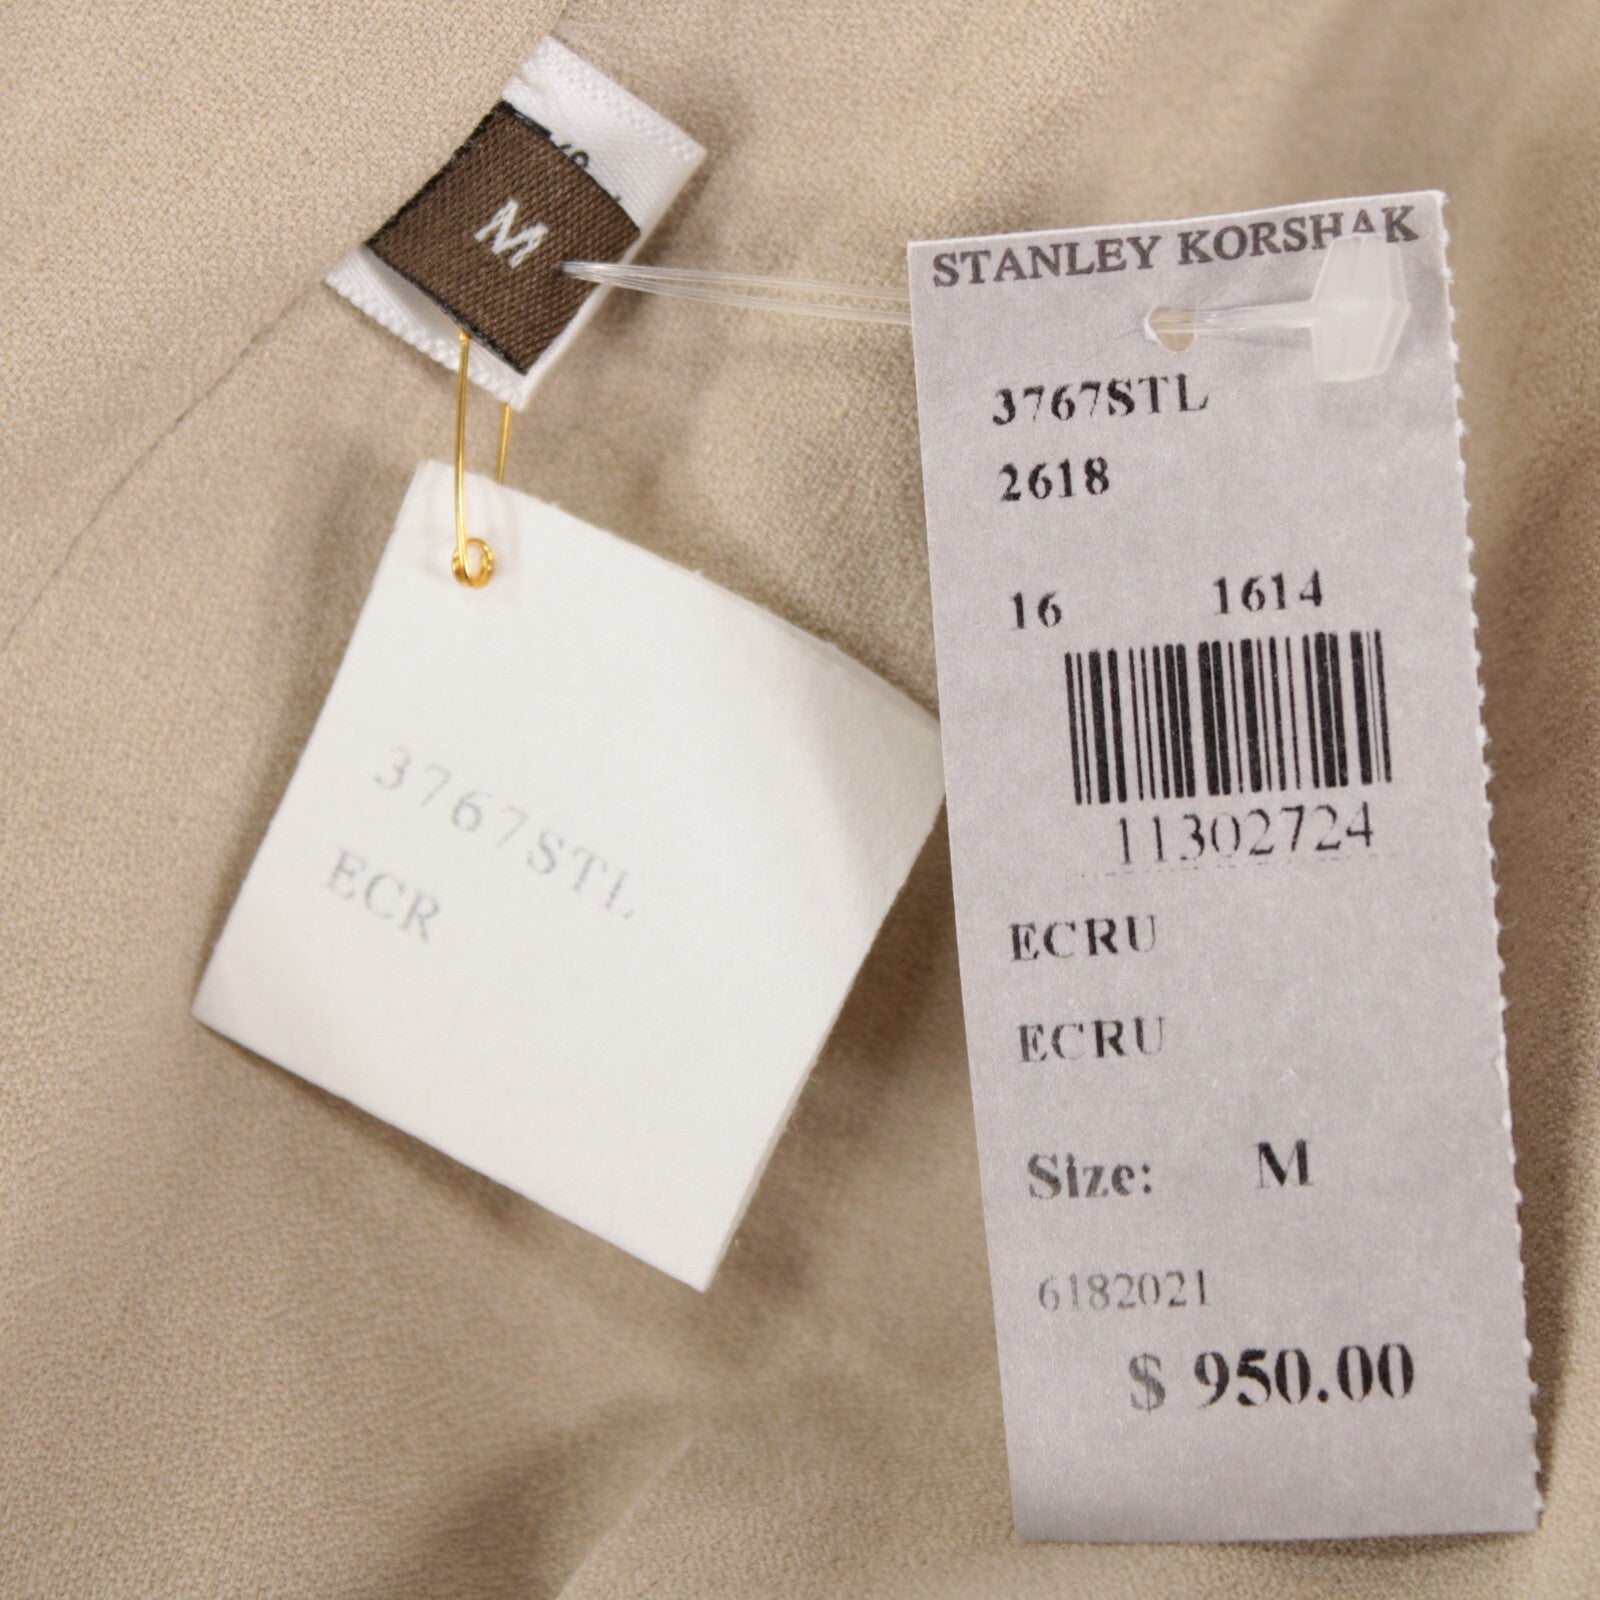 M
3767STL
ECR
STANLEY KORSHAK
3767STL
2618
16 1614
11302724
ECRU
ECRU
Size: M
6182021
$ 950.00